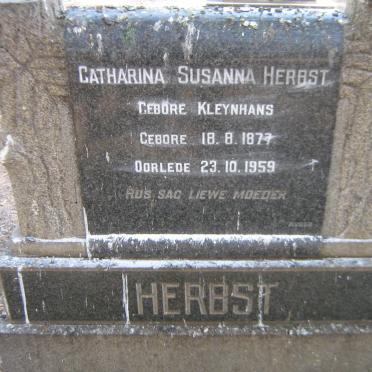 CATHARINA SUSANNA HERBST
GEBORE KLEYNHANS
GEBORE 18.8.1877
OORLEDE 23.10.1959
RUS SAG LIEWE MOEDER
HERBST